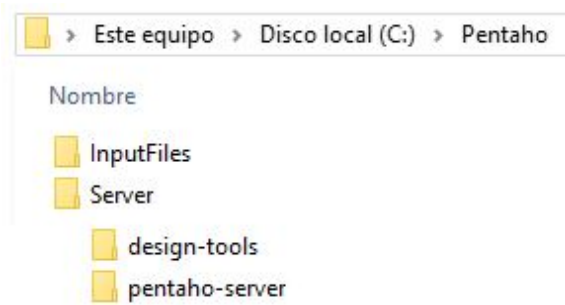 Este equipo > Disco local (C:) > Pentaho
Nombre
InputFiles
Server
design-tools
pentaho-server